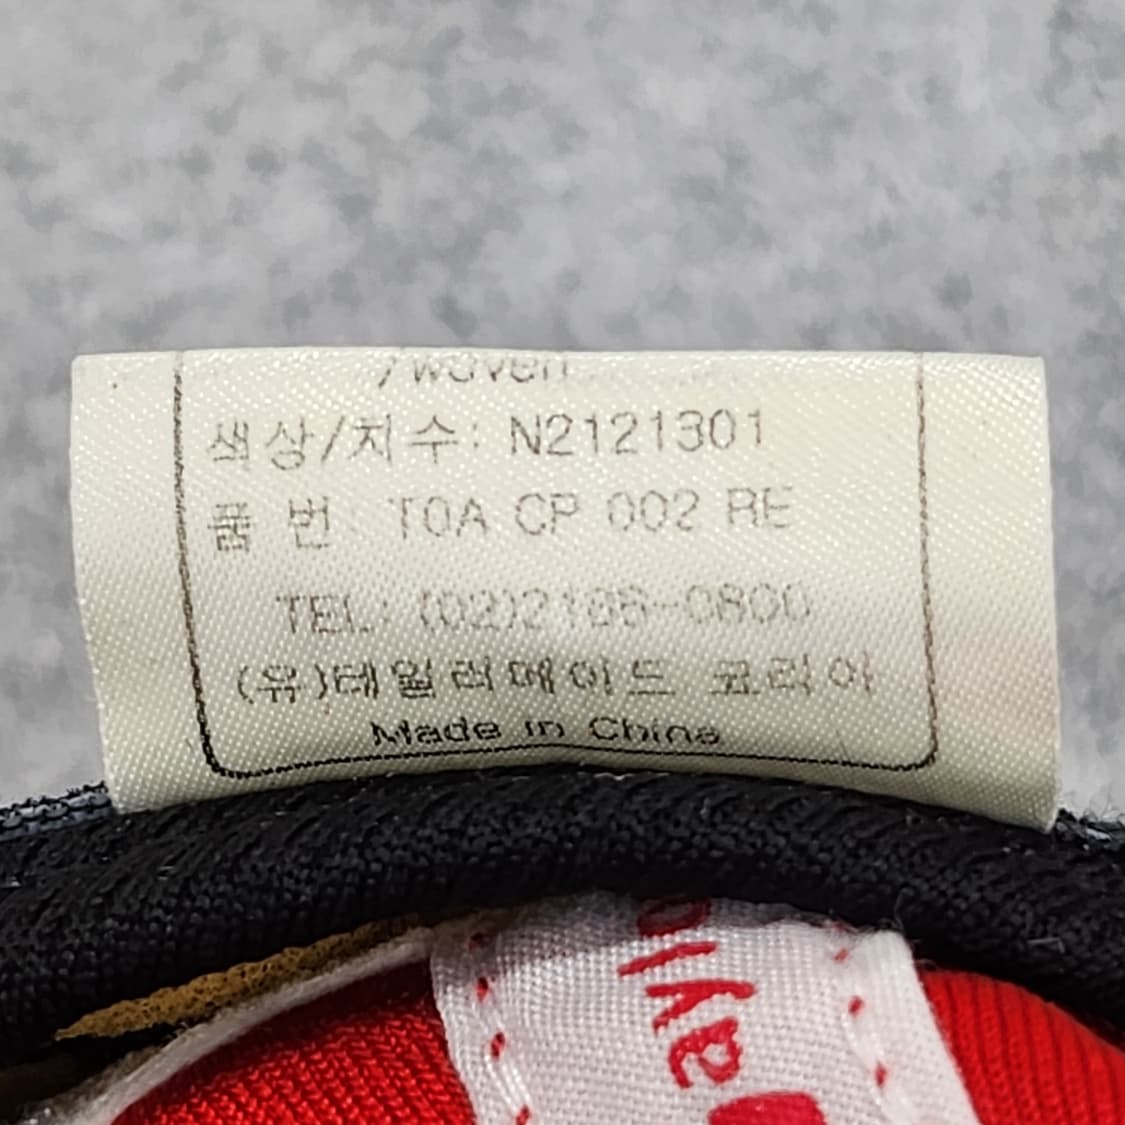 /woven
색상/치수: N2121301
품 번: T0A CP 002 RE
TEL: (02)2186-0800
(유)테일러메이드 코리아
Made in China